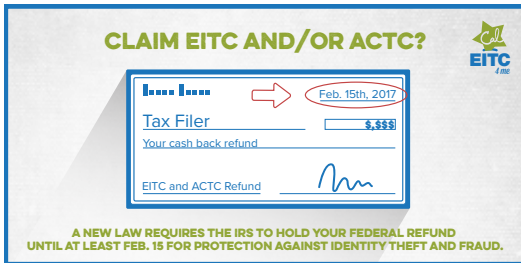 CLAIM EITC AND/OR ACTC?
Cal
EITC
4 me
Feb. 15th, 2017
Tax Filer
$,$$$
Your cash back refund
EITC and ACTC Refund
A NEW LAW REQUIRES THE IRS TO HOLD YOUR FEDERAL REFUND
UNTIL AT LEAST FEB. 15 FOR PROTECTION AGAINST IDENTITY THEFT AND FRAUD.